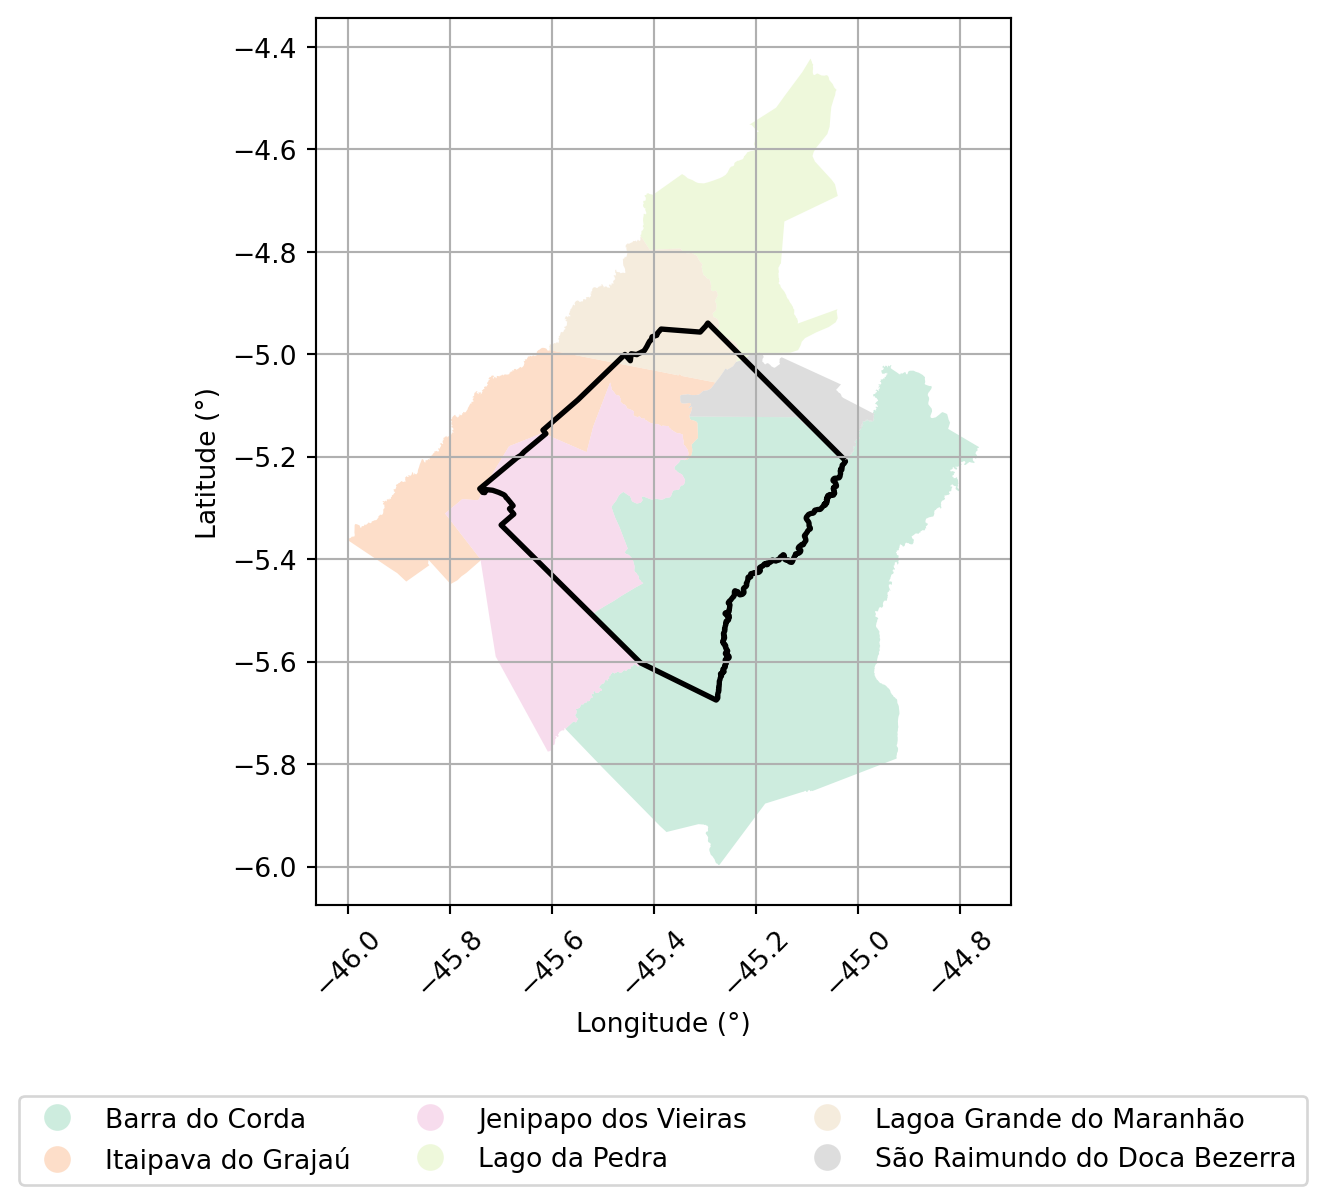 −4.4
−4.6
−4.8
−5.0
−5.2
−5.4
−5.6
−5.8
−6.0
Latitude (°)
−46.0 −45.8 −45.6 −45.4 −45.2 −45.0 −44.8
Longitude (°)
Barra do Corda Jenipapo dos Vieiras Lagoa Grande do Maranhão
Itaipava do Grajaú Lago da Pedra São Raimundo do Doca Bezerra